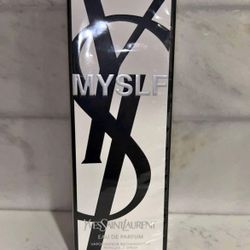 MYSLF
YVESSAINTLAURENT
EAU DE PARFUM